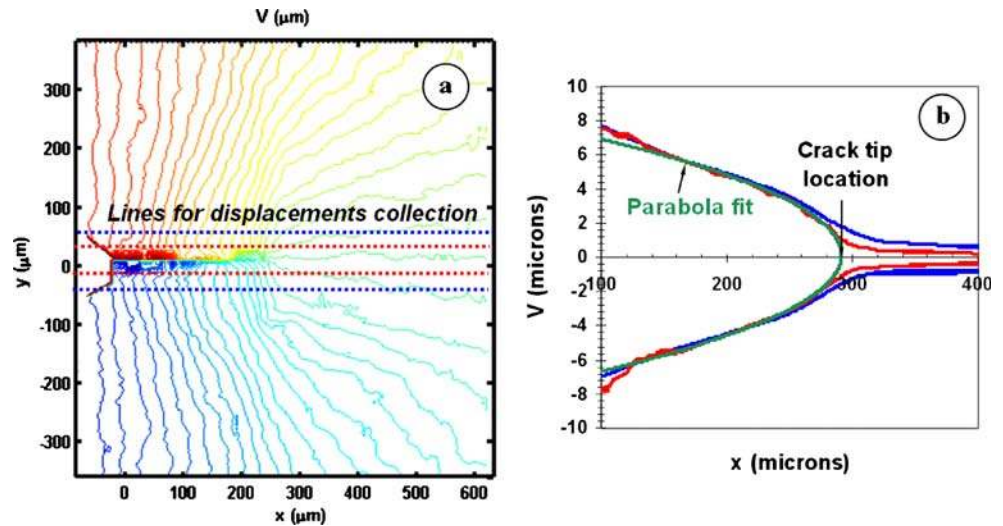 V (μm)
a
300
200
100
0
-100
-200
-300
y (μm)
Lines for displacements collection
0
100
200
300
400
500
600
x (μm)
b
10
8
6
4
2
0
-2
-4
-6
-8
-10
V (microns)
Parabola fit
Crack tip
location
100
200
300
400
x (microns)